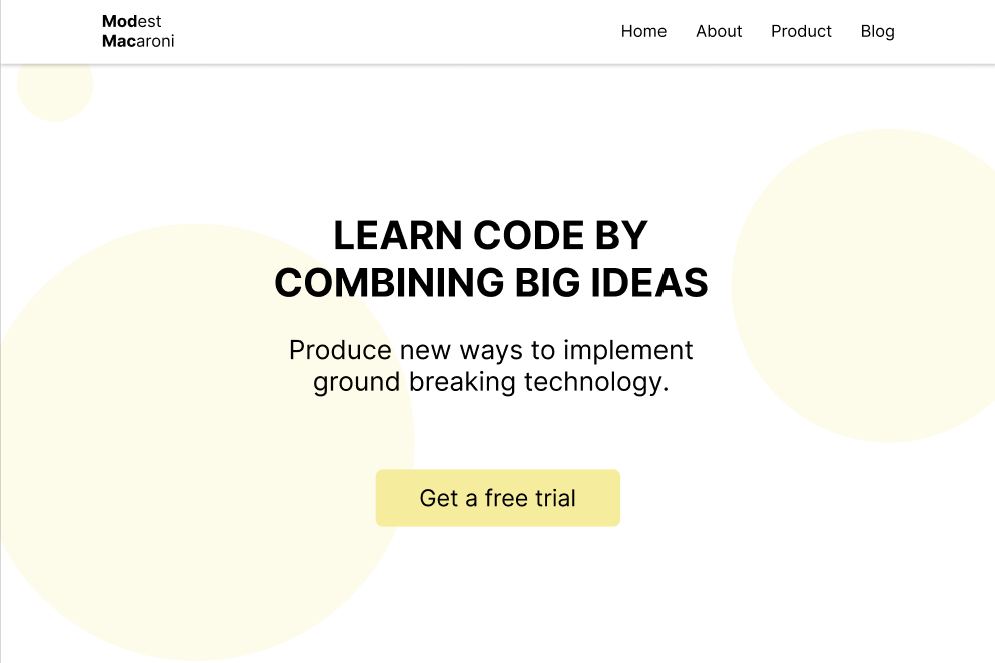 Modest
Macaroni
Home About Product Blog
LEARN CODE BY
COMBINING BIG IDEAS
Produce new ways to implement
ground breaking technology.
Get a free trial